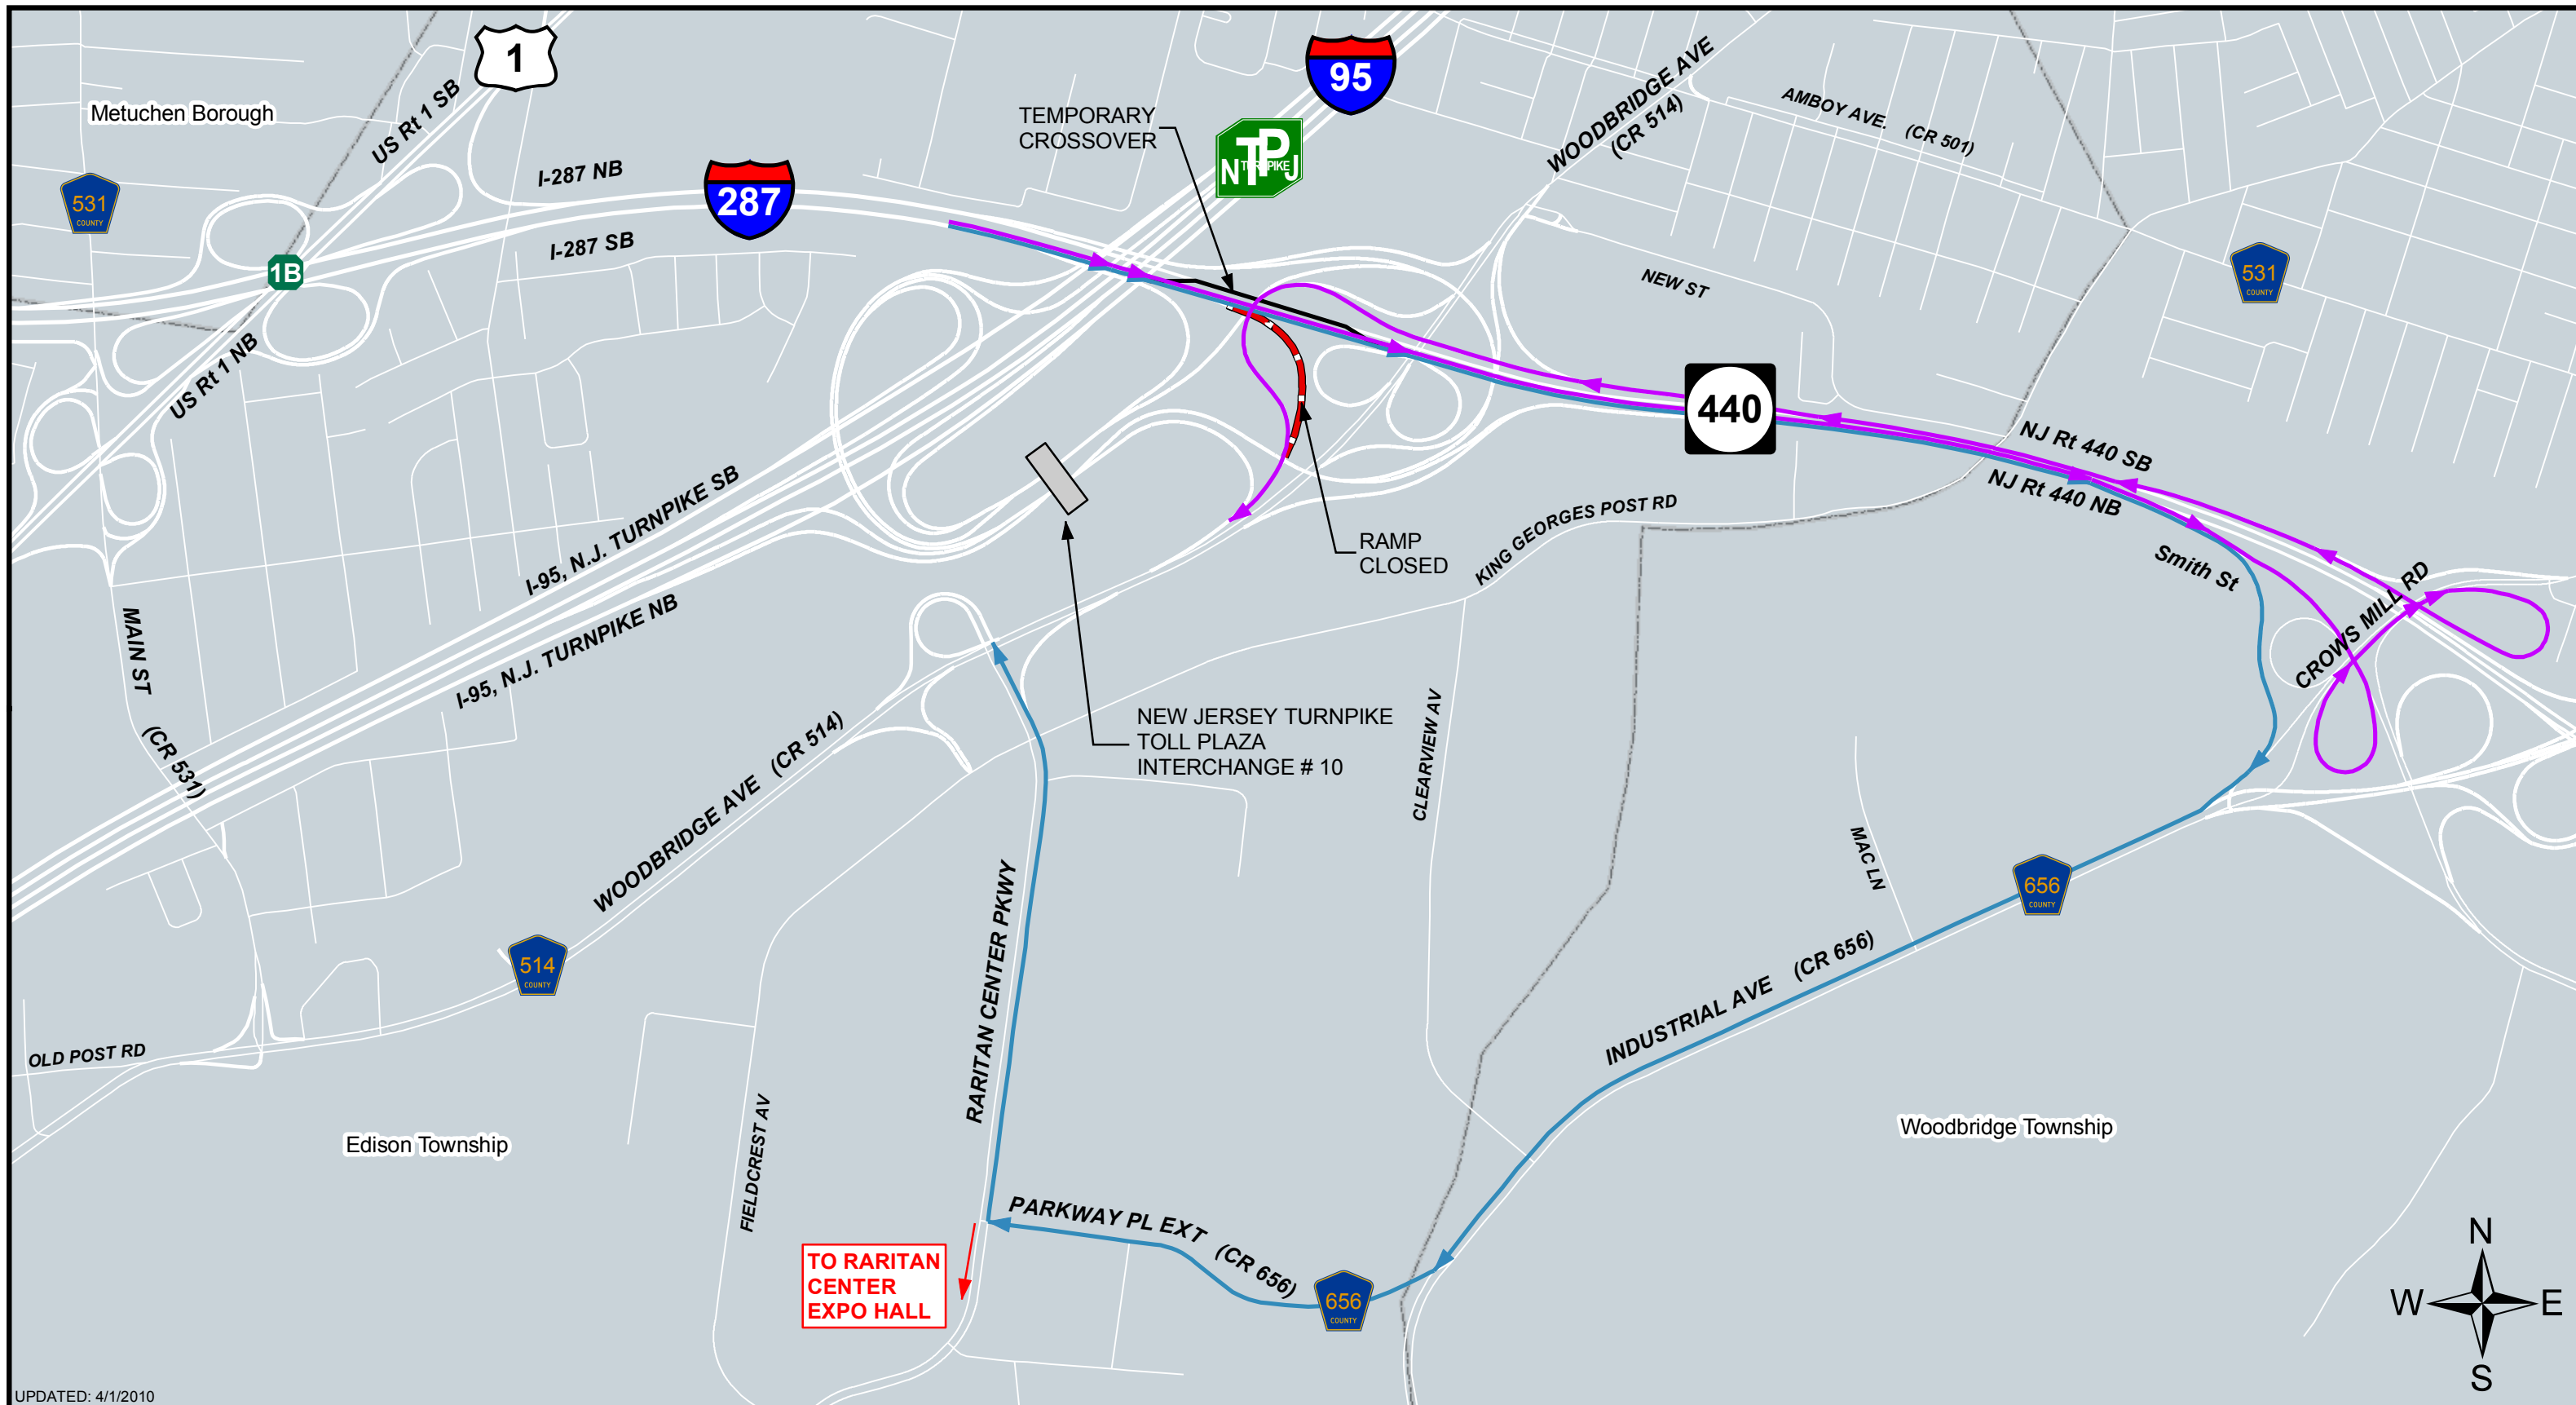 1
95
Metuchen Borough
US Rt 1 SB
TEMPORARY
CROSSOVER
WOODBRIDGE AVE
(CR 514)
AMBOY AVE. (CR 501)
NTPJ
TURNPIKE
I-287 NB
287
531
COUNTY
I-287 SB
1B
NEW ST
531
COUNTY
US Rt 1 NB
440
NJ Rt 440 SB
NJ Rt 440 NB
I-95, N.J. TURNPIKE SB
KING GEORGES POST RD
RAMP
CLOSED
Smith St
I-95, N.J. TURNPIKE NB
CROWS MILL RD
MAIN ST (CR 531)
NEW JERSEY TURNPIKE
TOLL PLAZA
INTERCHANGE # 10
CLEARVIEW AV
WOODBRIDGE AVE (CR 514)
MAC LN
656
COUNTY
RARITAN CENTER PKWY
514
COUNTY
INDUSTRIAL AVE (CR 656)
OLD POST RD
Edison Township
FIELDCREST AV
Woodbridge Township
PARKWAY PL EXT (CR 656)
TO RARITAN
CENTER
EXPO HALL
656
COUNTY
N
W E
S
UPDATED: 4/1/2010